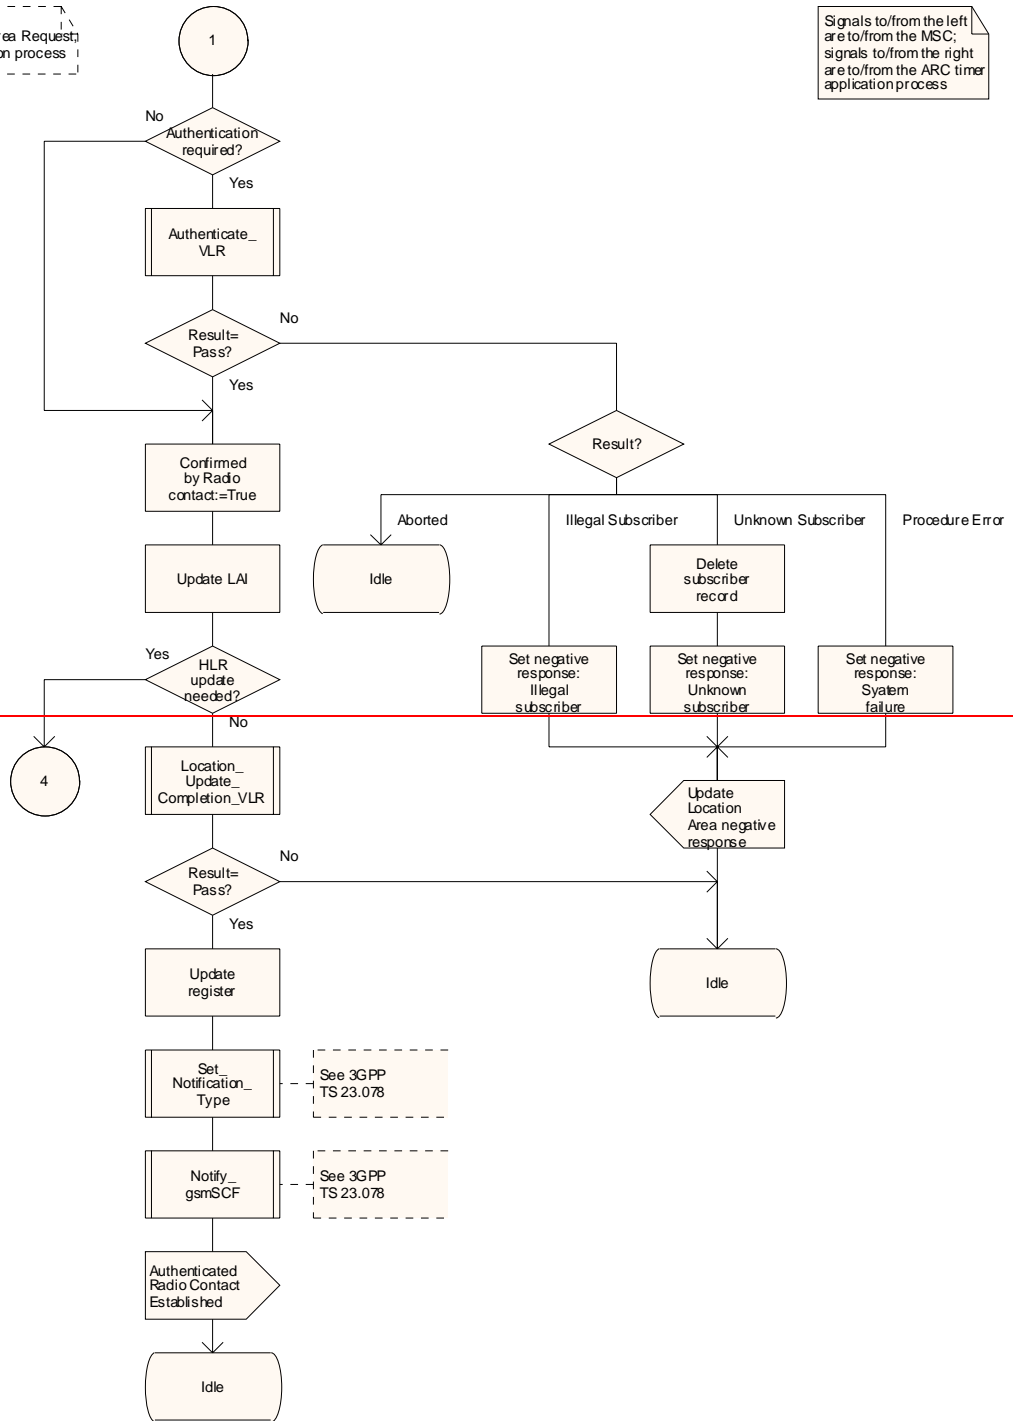 ea Request;
on process
1
Signals to/from the left
are to/from the MSC;
signals to/from the right
are to/from the ARC timer
application process
No
Authentication
required?
Yes
Authenticate_
VLR
Result=
Pass?
No
Yes
Result?
Confirmed
by Radio
contact:=True
Aborted
Illegal Subscriber
Unknown Subscriber
Procedure Error
Update LAI
Idle
Delete
subscriber
record
Yes
HLR
update
needed?
No
Set negative
response:
Illegal
subscriber
Set negative
response:
Unknown
subscriber
Set negative
response:
Syatem
failure
4
Location_
Update_
Completion_VLR
Update
Location
Area negative
response
Result=
Pass?
No
Yes
Update
register
Idle
Set_
Notification_
Type
See 3GPP
TS 23.078
Notify_
gsmSCF
See 3GPP
TS 23.078
Authenticated
Radio Contact
Established
Idle